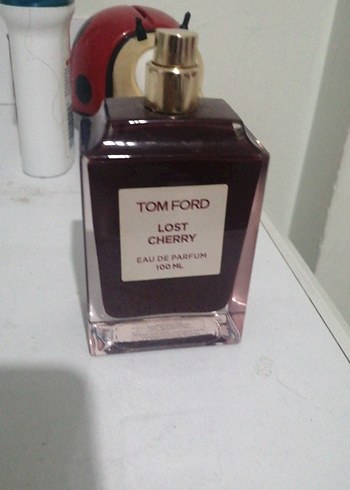 TOM FORD
LOST
CHERRY
EAU DE PARFUM
100 ML